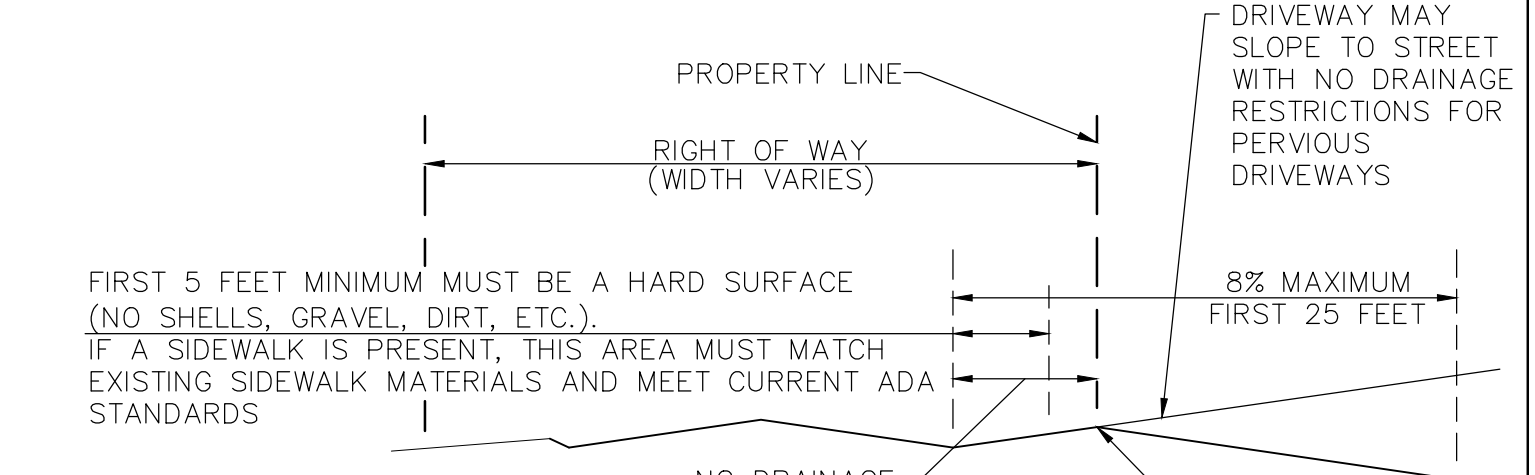 DRIVEWAY MAY
SLOPE TO STREET
WITH NO DRAINAGE
RESTRICTIONS FOR
PERVIOUS
DRIVEWAYS
PROPERTY LINE
RIGHT OF WAY
(WIDTH VARIES)
FIRST 5 FEET MINIMUM MUST BE A HARD SURFACE
(NO SHELLS, GRAVEL, DIRT, ETC.).
IF A SIDEWALK IS PRESENT, THIS AREA MUST MATCH
EXISTING SIDEWALK MATERIALS AND MEET CURRENT ADA
STANDARDS
8% MAXIMUM
FIRST 25 FEET
NO DRAINAGE